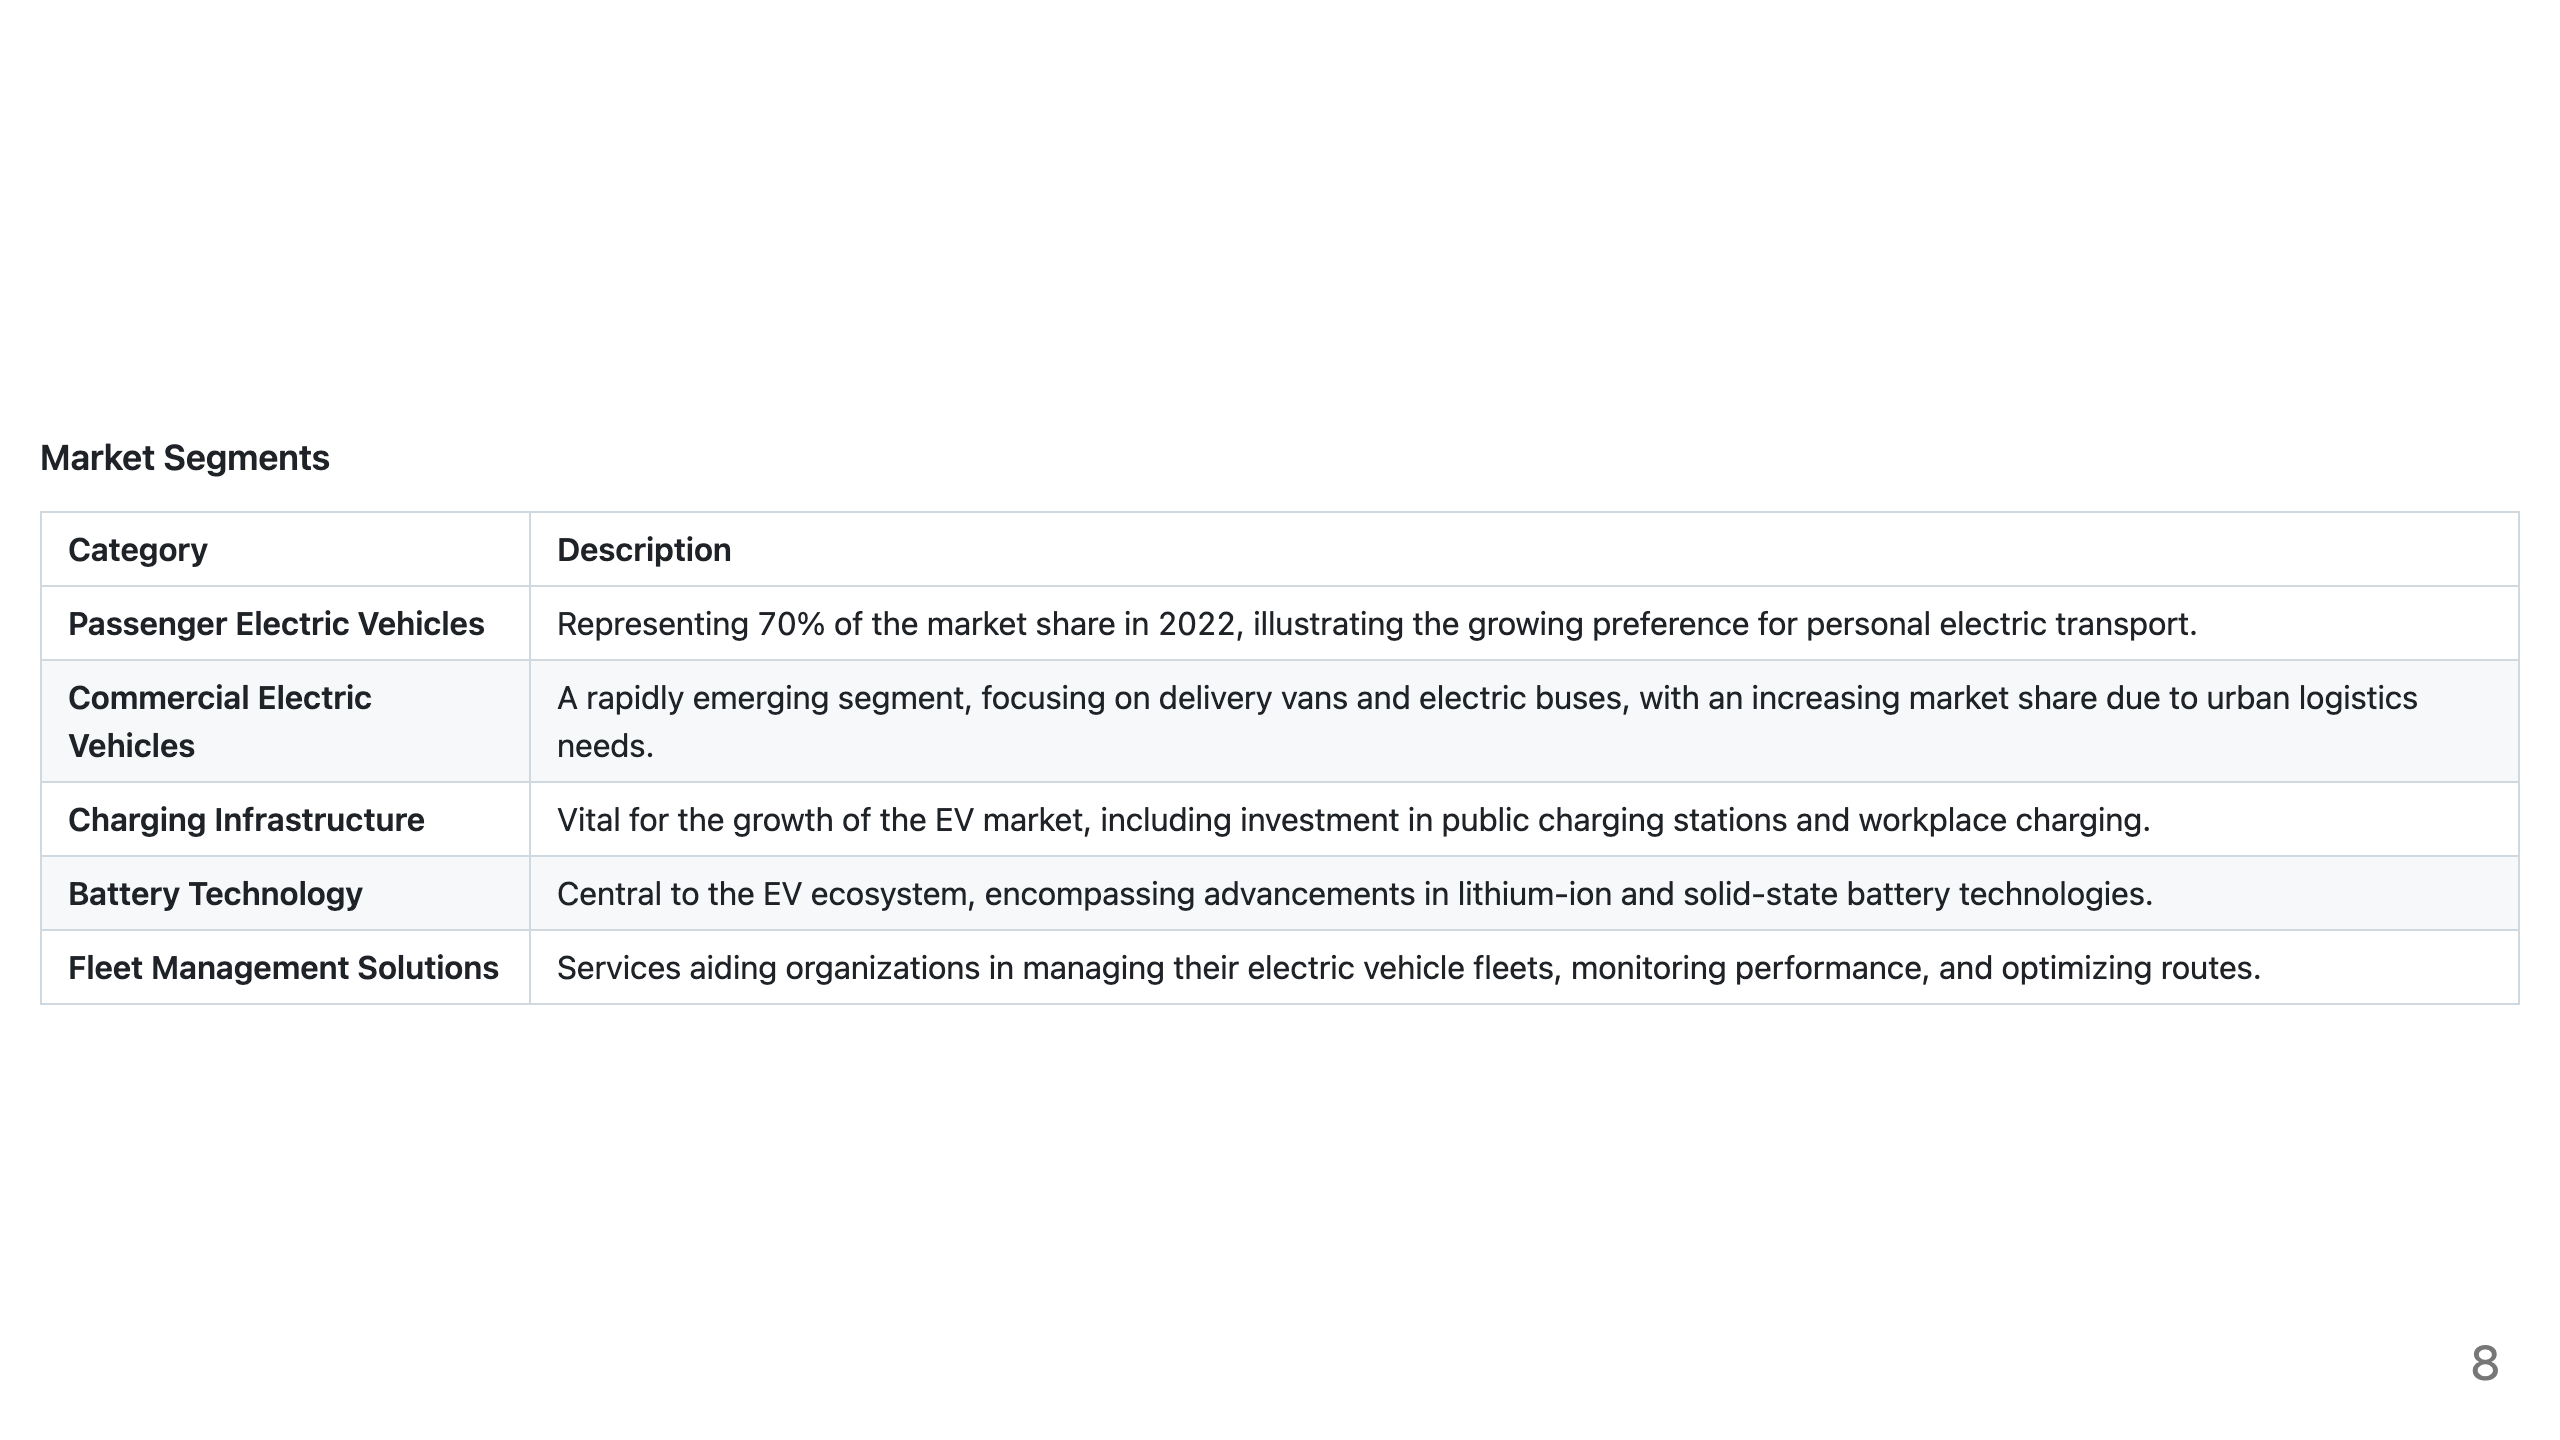 Market Segments
Category Description
Passenger Electric Vehicles Representing 70% of the market share in 2022, illustrating the growing preference for personal electric transport.
Commercial Electric Vehicles A rapidly emerging segment, focusing on delivery vans and electric buses, with an increasing market share due to urban logistics needs.
Charging Infrastructure Vital for the growth of the EV market, including investment in public charging stations and workplace charging.
Battery Technology Central to the EV ecosystem, encompassing advancements in lithium-ion and solid-state battery technologies.
Fleet Management Solutions Services aiding organizations in managing their electric vehicle fleets, monitoring performance, and optimizing routes.
8